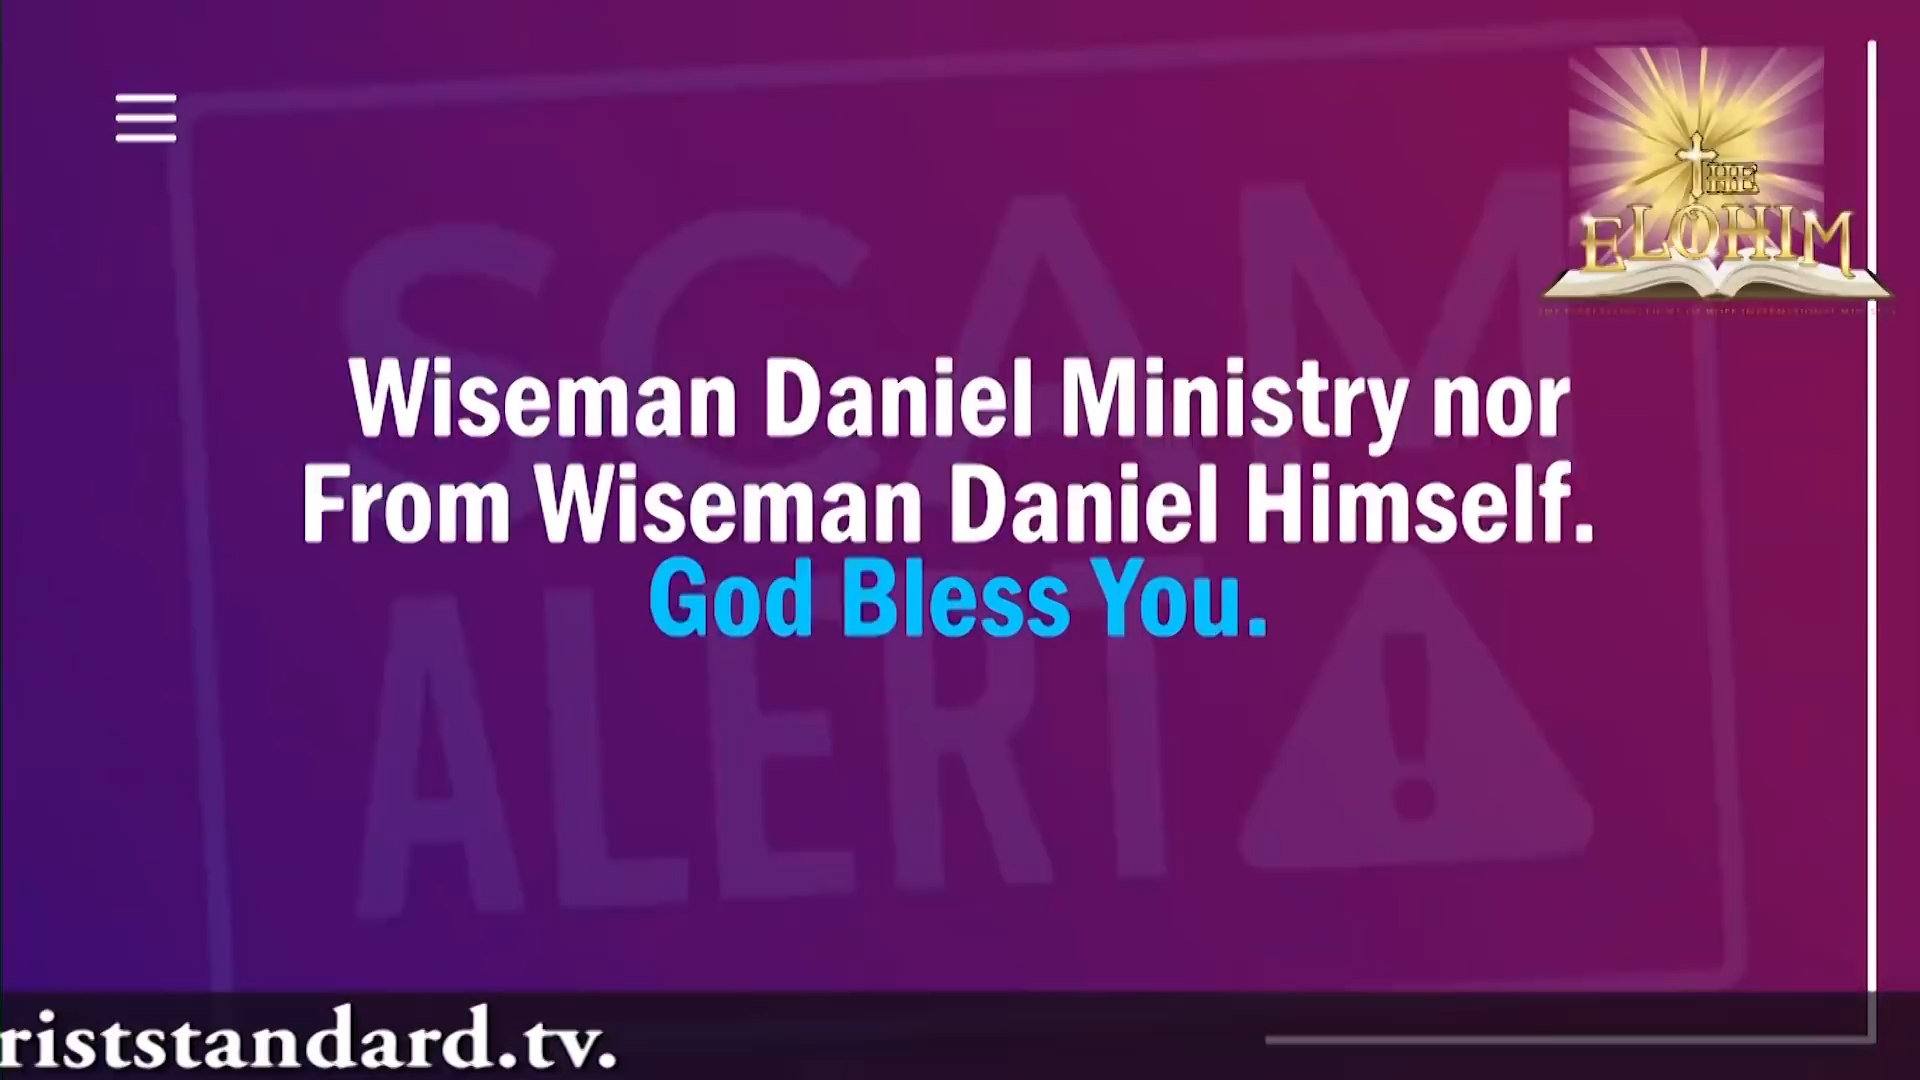 SCAM
ALERT
THE
ELOHIM
Wiseman Daniel Ministry nor
From Wiseman Daniel Himself.
God Bless You.
riststandard.tv.